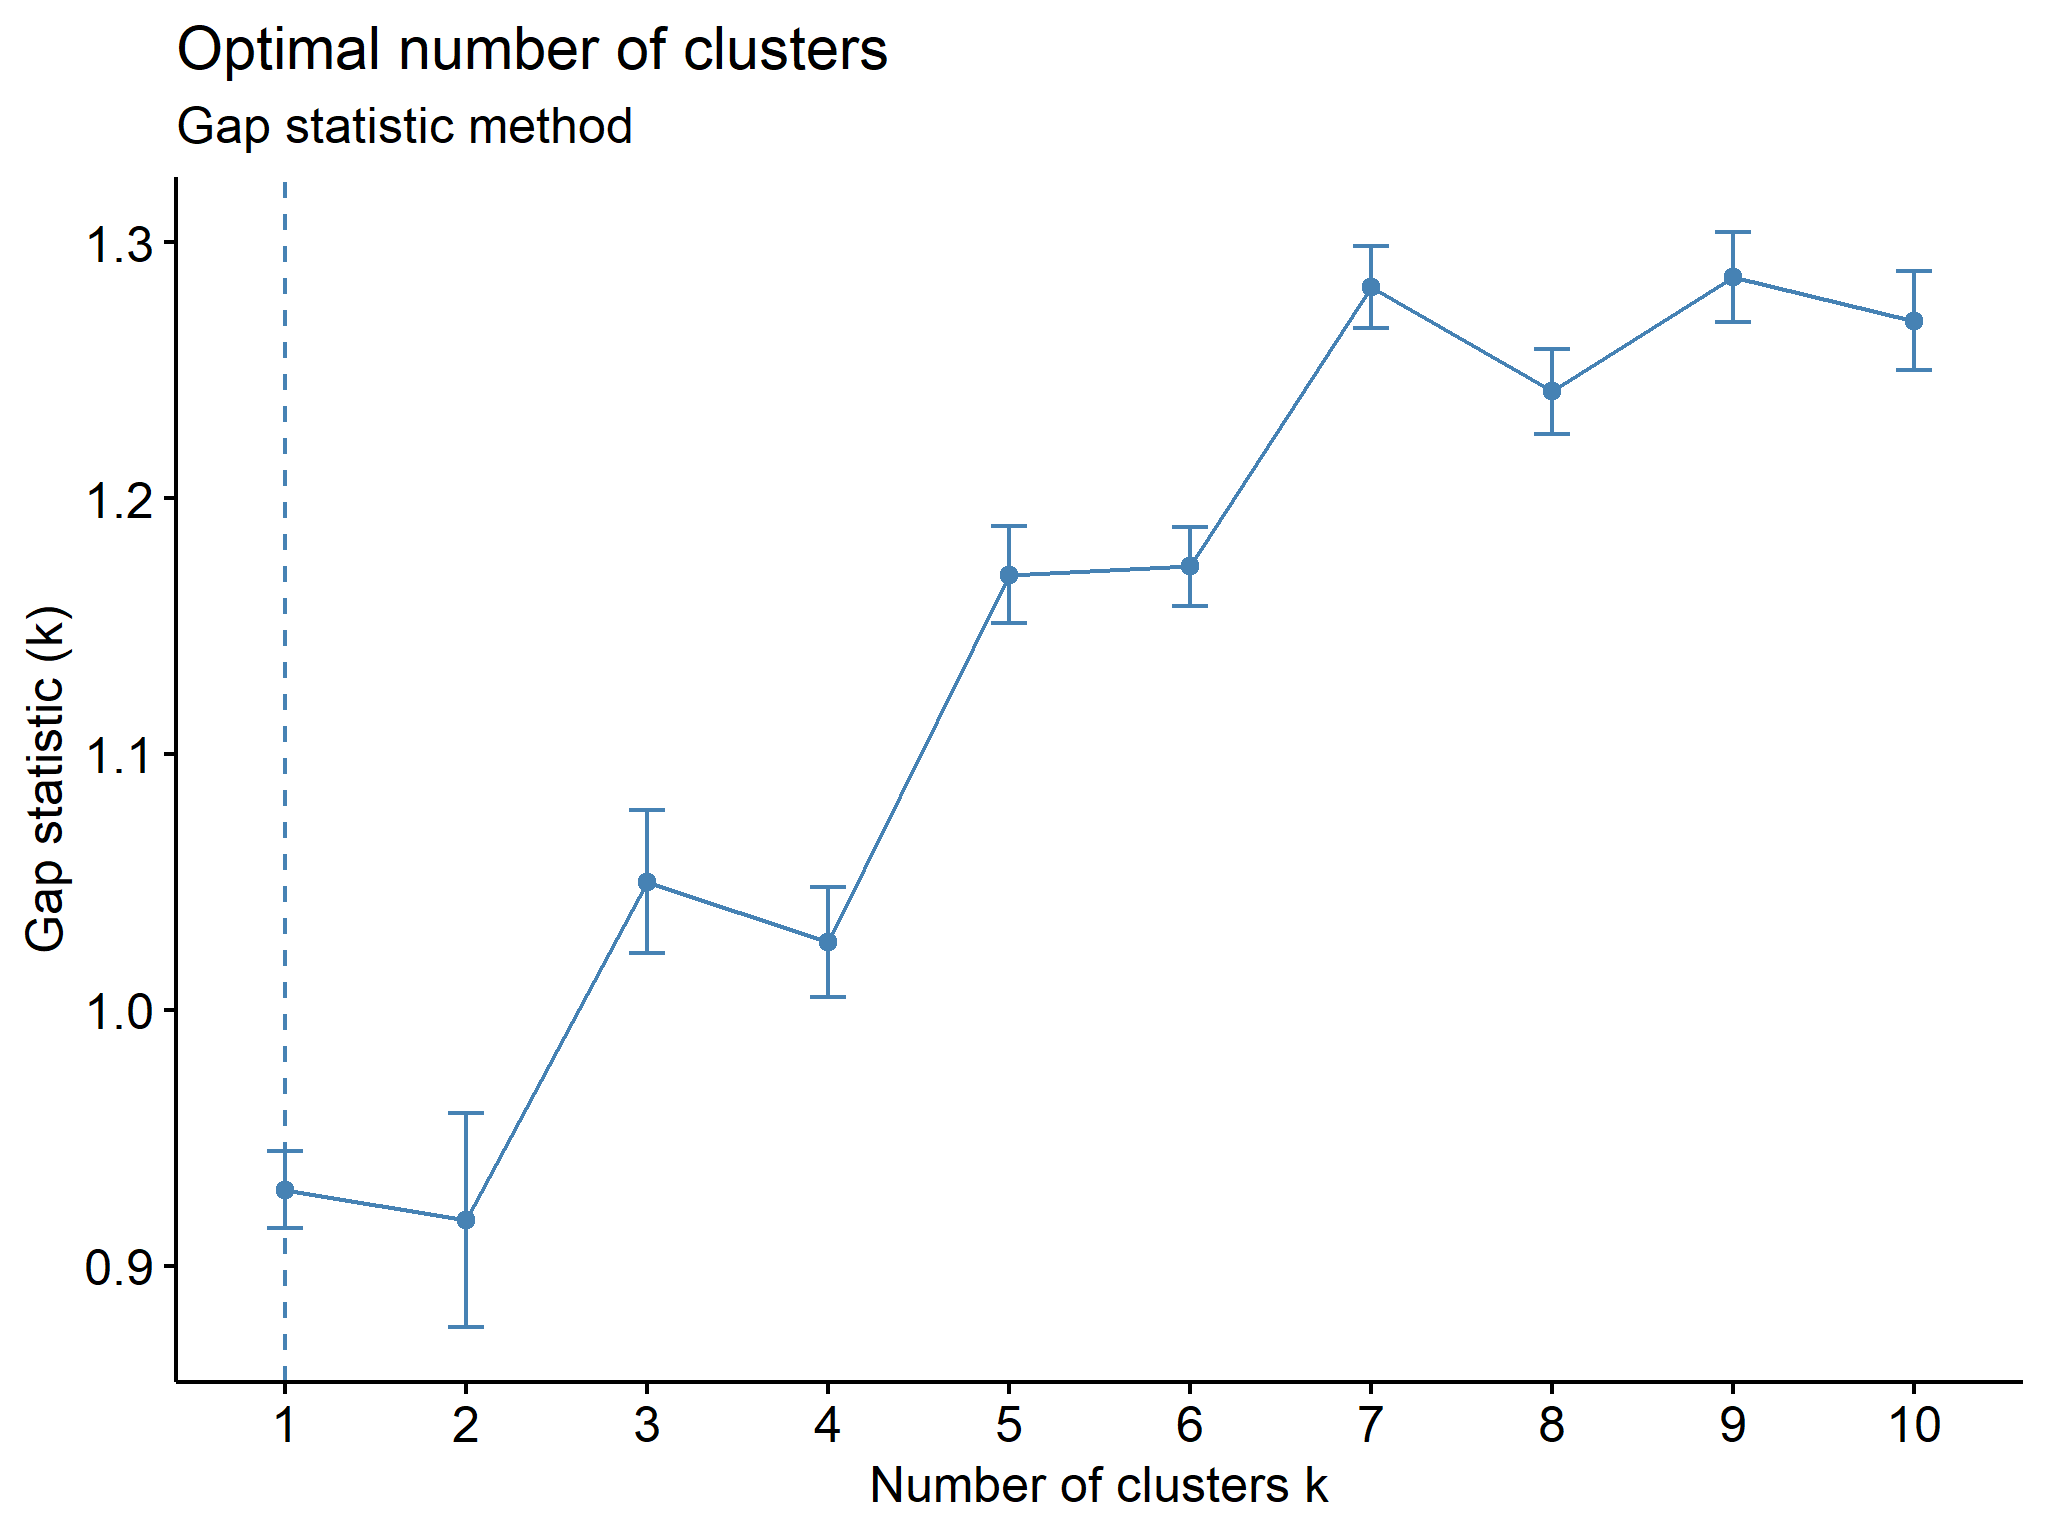 Optimal number of clusters
Gap statistic method
Gap statistic (k)
1.3
1.2
1.1
1.0
0.9
1 2 3 4 5 6 7 8 9 10
Number of clusters k